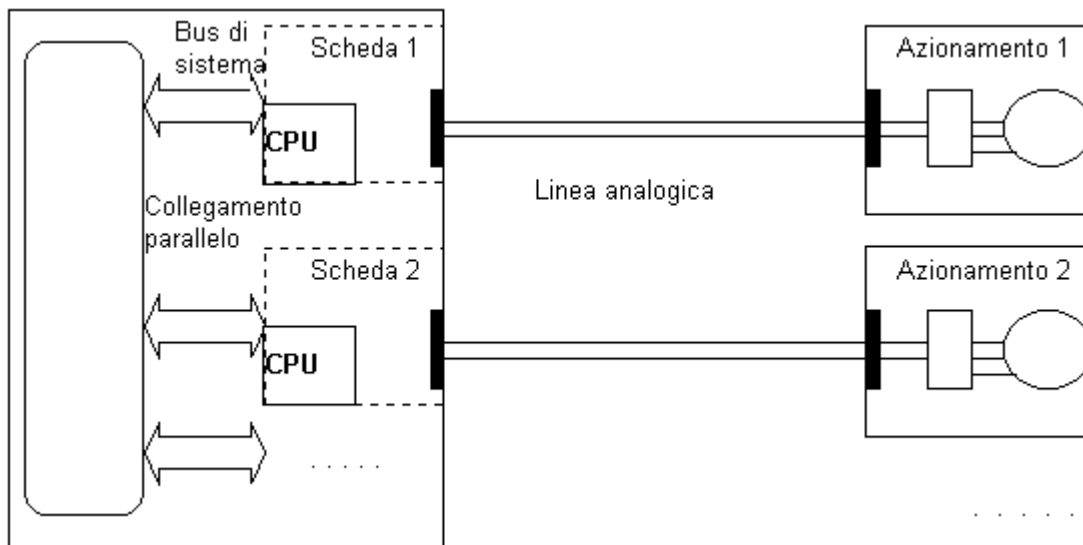 Bus di
sistema
Scheda 1
Azionamento 1
CPU
Linea analogica
Collegamento
parallelo
Scheda 2
Azionamento 2
CPU
. . . . .
. . . . .